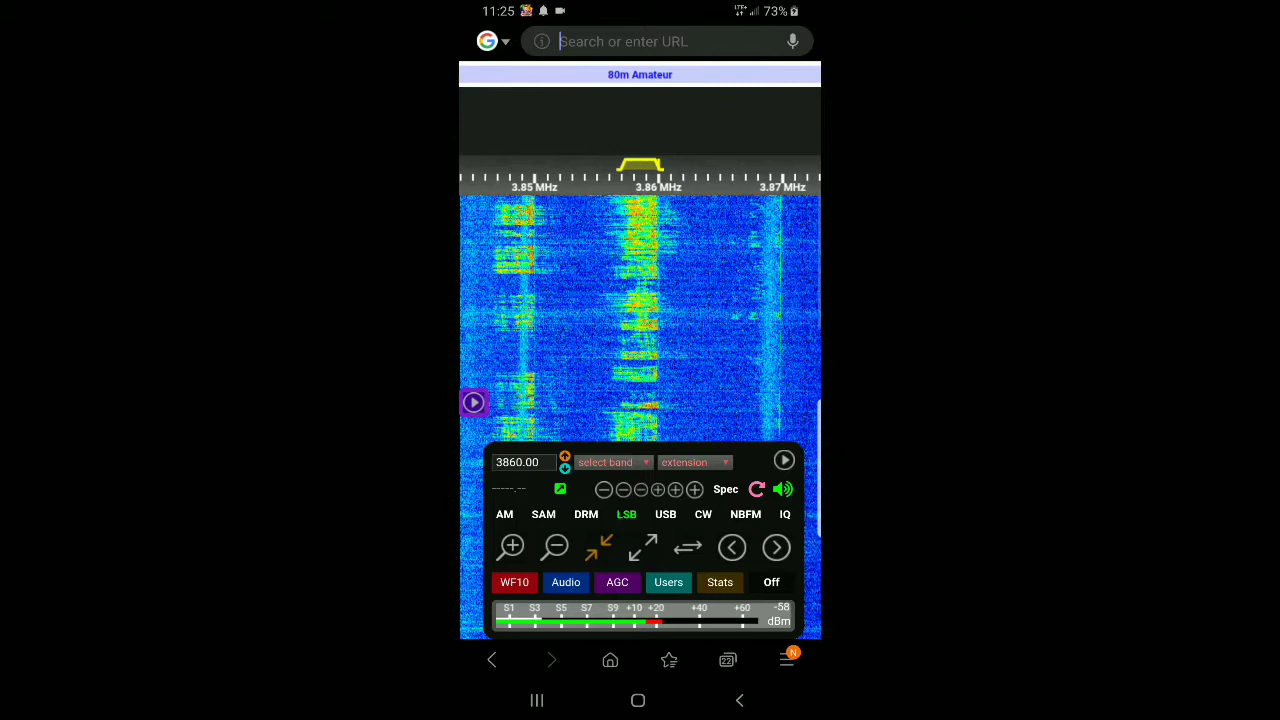 11:25 LTE+ 73%
Search or enter URL
80m Amateur
3.85 MHz 3.86 MHz 3.87 MHz
3860.00 select band extension
-----.-- Spec
AM SAM DRM LSB USB CW NBFM IQ
WF10 Audio AGC Users Stats Off
S1 S3 S5 S7 S9 +10 +20 +40 +60 -58
dBm
22 N